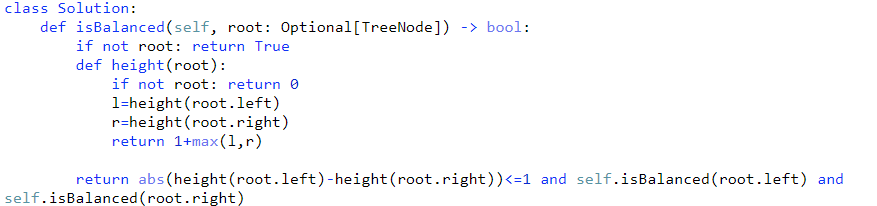 class Solution:
    def isBalanced(self, root: Optional[TreeNode]) -> bool:
        if not root: return True
        def height(root):
            if not root: return 0
            l=height(root.left)
            r=height(root.right)
            return 1+max(l,r)

        return abs(height(root.left)-height(root.right))<=1 and self.isBalanced(root.left) and
self.isBalanced(root.right)